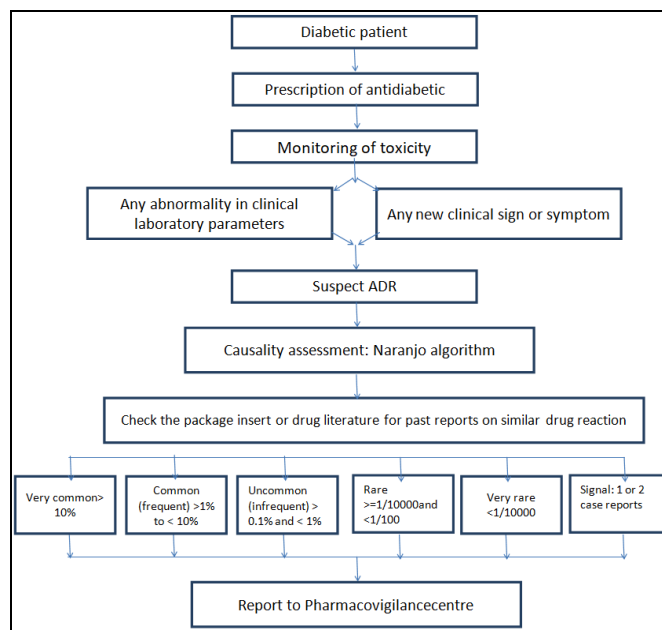 Diabetic patient
Prescription of antidiabetic
Monitoring of toxicity
Any abnormality in clinical
laboratory parameters
Any new clinical sign or symptom
Suspect ADR
Causality assessment: Naranjo algorithm
Check the package insert or drug literature for past reports on similar drug reaction
Very common>
10%
Common
(frequent) >1%
to < 10%
Uncommon
(infrequent) >
0.1% and < 1%
Rare
>=1/10000and
<1/100
Very rare
<1/10000
Signal: 1 or 2
case reports
Report to Pharmacovigilancecentre